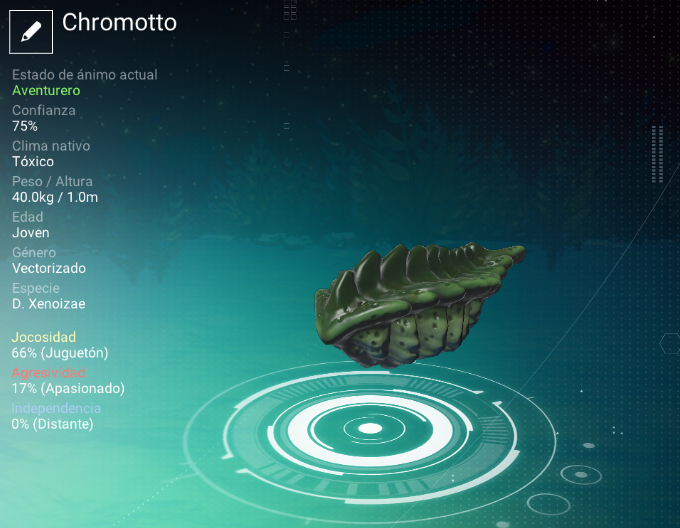 Chromotto
Estado de ánimo actual
Aventurero
Confianza
75%
Clima nativo
Tóxico
Peso / Altura
40.0kg / 1.0m
Edad
Joven
Género
Vectorizado
Especie
D. Xenoizae
Jocosidad
66% (Juguetón)
Agresividad
17% (Apasionado)
Independencia
0% (Distante)